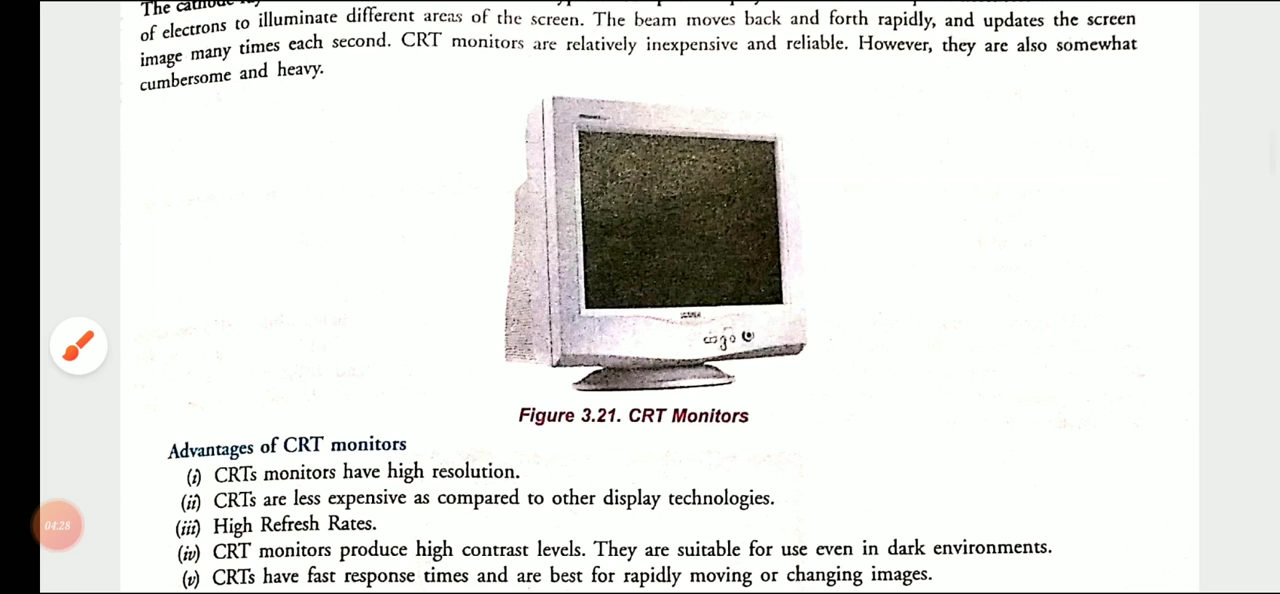 The cathode
of electrons to illuminate different areas of the screen. The beam moves back and forth rapidly, and updates the screen
image many times each second. CRT monitors are relatively inexpensive and reliable. However, they are also somewhat
cumbersome and heavy.
Figure 3.21. CRT Monitors
Advantages of CRT monitors
(i) CRTs monitors have high resolution.
(ii) CRTs are less expensive as compared to other display technologies.
(iii) High Refresh Rates.
(iv) CRT monitors produce high contrast levels. They are suitable for use even in dark environments.
(v) CRTs have fast response times and are best for rapidly moving or changing images.
04:28